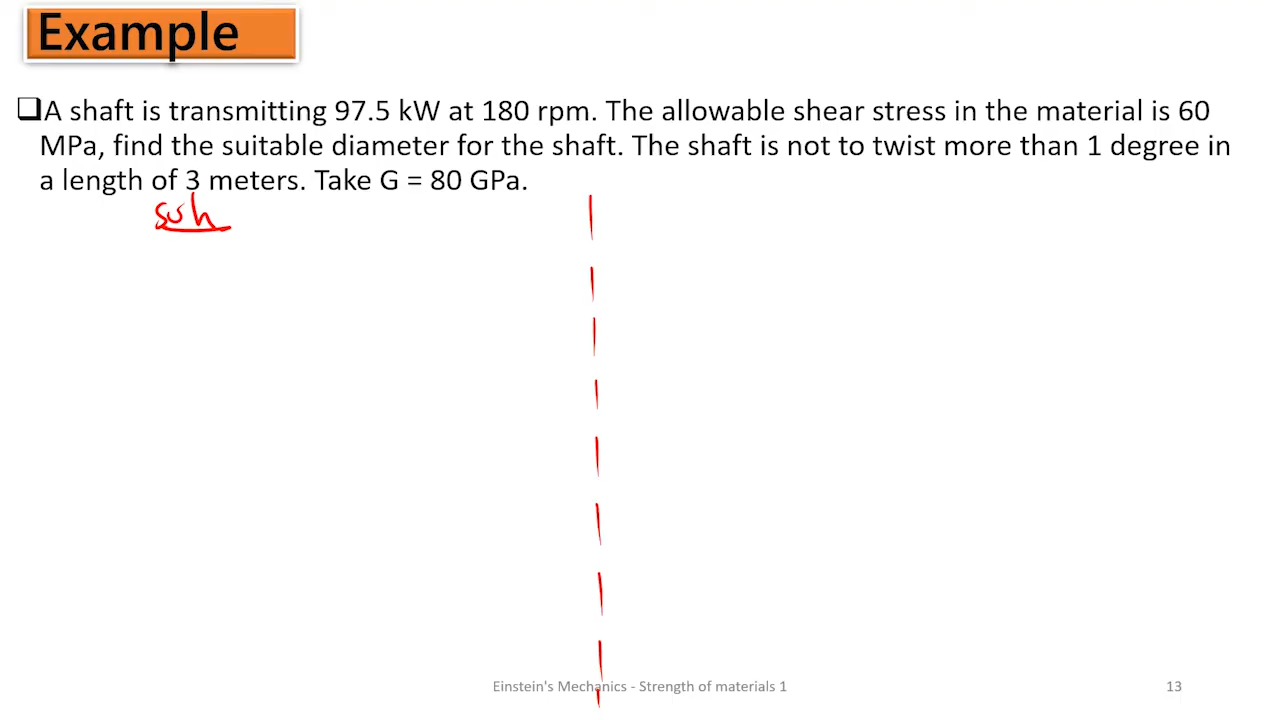 Example
❑A shaft is transmitting 97.5 kW at 180 rpm. The allowable shear stress in the material is 60
MPa, find the suitable diameter for the shaft. The shaft is not to twist more than 1 degree in
a length of 3 meters. Take G = 80 GPa.
Einstein's Mechanics - Strength of materials 1
13